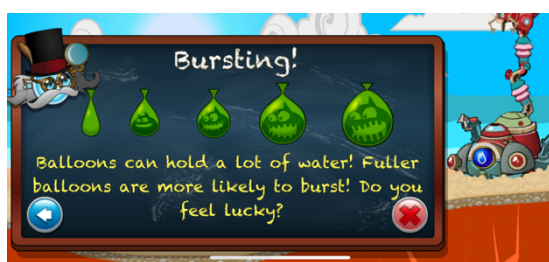 Bursting!
Balloons can hold a lot of water! Fuller
balloons are more likely to burst! Do you
feel lucky?